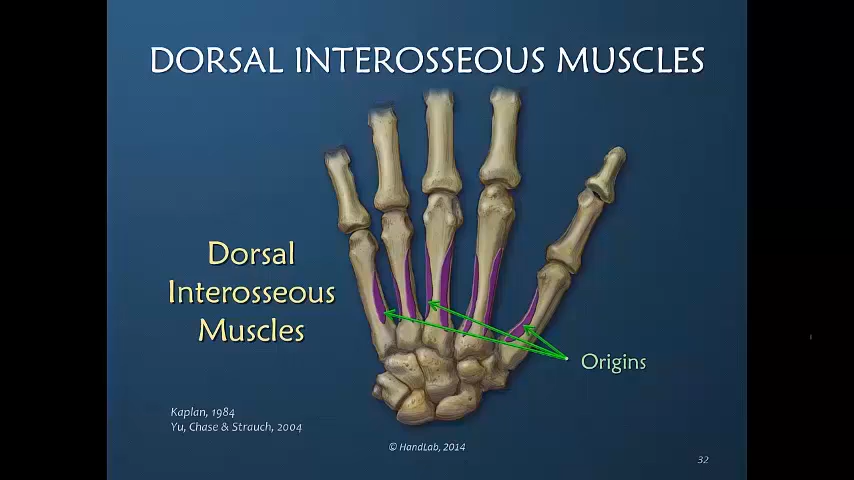 DORSAL INTEROSSEOUS MUSCLES
Dorsal
Interosseous
Muscles
Origins
Kaplan, 1984
Yu, Chase & Strauch, 2004
© HandLab, 2014
32